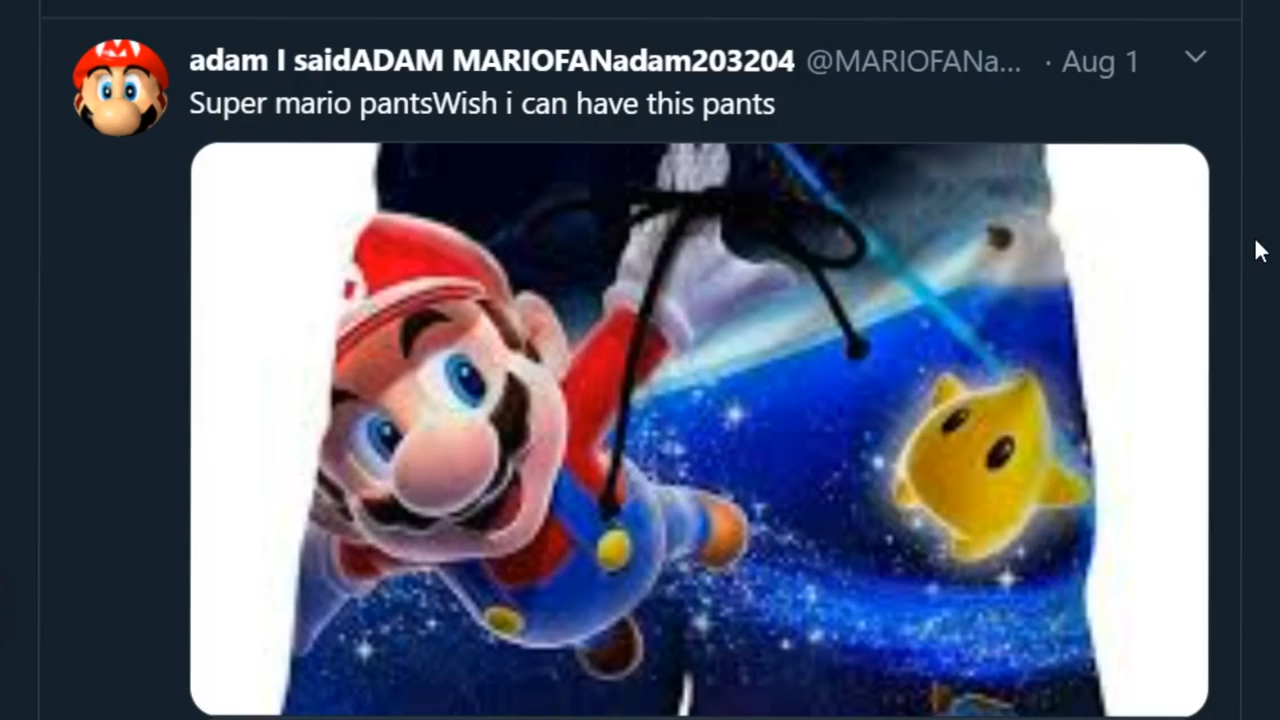 adam I saidADAM MARIOFANadam203204 @MARIOFANa... · Aug 1
Super mario pantsWish i can have this pants